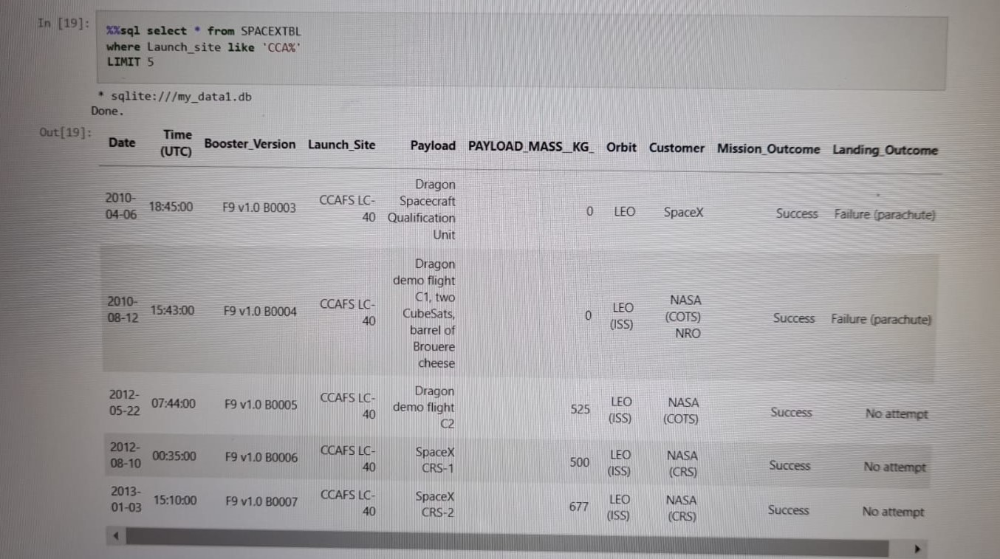 In [19]:
%%sql select * from SPACEXTBL
where Launch_site like 'CCA%'
LIMIT 5
* sqlite:///my_data1.db
Done.
Out[19]:
Date Time (UTC) Booster_Version Launch_Site Payload PAYLOAD_MASS__KG_ Orbit Customer Mission_Outcome Landing_Outcome
2010-04-06 18:45:00 F9 v1.0 B0003 CCAFS LC-40 Dragon Spacecraft Qualification Unit 0 LEO SpaceX Success Failure (parachute)
2010-08-12 15:43:00 F9 v1.0 B0004 CCAFS LC-40 Dragon demo flight C1, two CubeSats, barrel of Brouere cheese 0 LEO (ISS) NASA (COTS) NRO Success Failure (parachute)
2012-05-22 07:44:00 F9 v1.0 B0005 CCAFS LC-40 Dragon demo flight C2 525 LEO (ISS) NASA (COTS) Success No attempt
2012-08-10 00:35:00 F9 v1.0 B0006 CCAFS LC-40 SpaceX CRS-1 500 LEO (ISS) NASA (CRS) Success No attempt
2013-01-03 15:10:00 F9 v1.0 B0007 CCAFS LC-40 SpaceX CRS-2 677 LEO (ISS) NASA (CRS) Success No attempt